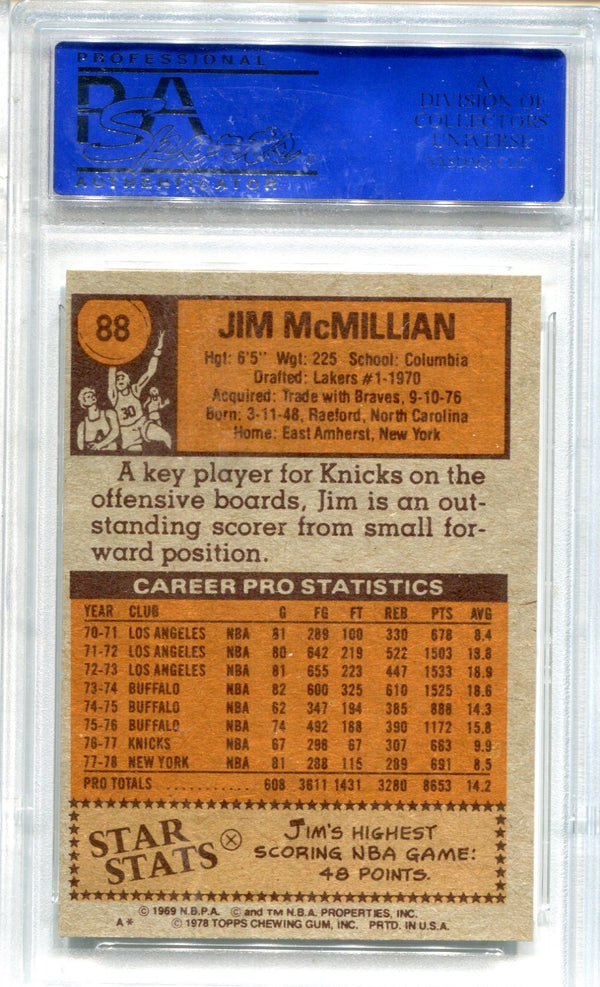 PROFESSIONAL
PSA
Sports
AUTHENTICATOR
A
DIVISION OF
COLLECTORS
UNIVERSE
88
30
JIM McMILLIAN
Hgt: 6'5" Wgt: 225 School: Columbia
Drafted: Lakers #1-1970
Acquired: Trade with Braves, 9-10-76
Born: 3-11-48, Raeford, North Carolina
Home: East Amherst, New York
A key player for Knicks on the
offensive boards, Jim is an out-
standing scorer from small for-
ward position.
CAREER PRO STATISTICS
YEAR CLUB G FG FT REB PTS AVG
70-71 LOS ANGELES NBA 81 289 100 330 678 8.4
71-72 LOS ANGELES NBA 80 642 219 522 1503 18.8
72-73 LOS ANGELES NBA 81 655 223 447 1533 18.9
73-74 BUFFALO NBA 82 600 325 610 1525 18.6
74-75 BUFFALO NBA 62 347 194 385 888 14.3
75-76 BUFFALO NBA 74 492 188 390 1172 15.8
76-77 KNICKS NBA 67 298 67 307 663 9.9
77-78 NEW YORK NBA 81 288 115 289 691 8.5
PRO TOTALS ........... 608 3611 1431 3280 8653 14.2
STAR
STATS
JIM'S HIGHEST
SCORING NBA GAME:
48 POINTS.
© 1969 N.B.P.A. © and TM N.B.A. PROPERTIES, INC.
A* © 1978 TOPPS CHEWING GUM, INC. PRTD. IN U.S.A.